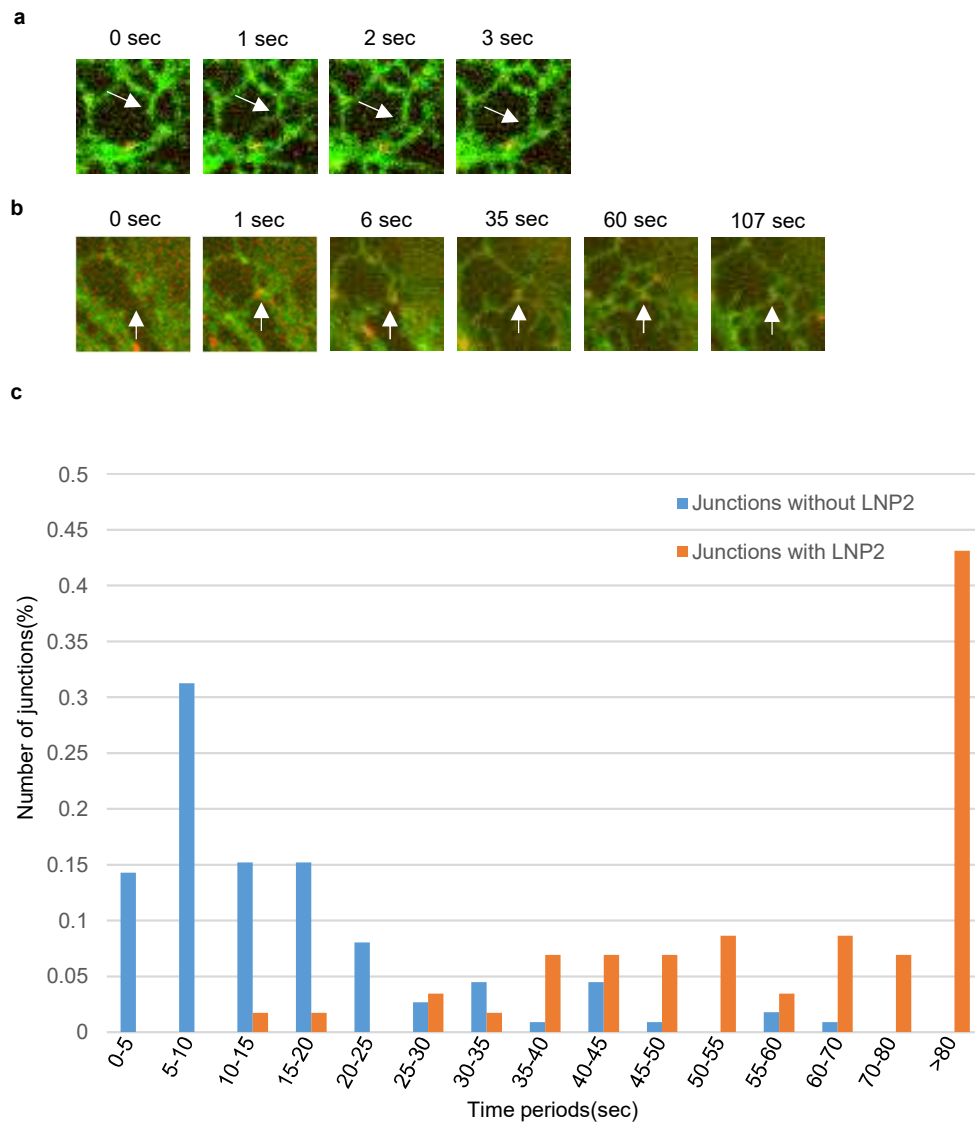 a
0 sec 1 sec 2 sec 3 sec
b
0 sec 1 sec 6 sec 35 sec 60 sec 107 sec
c
0.5
0.45
0.4
0.35
0.3
0.25
0.2
0.15
0.1
0.05
0
Number of junctions(%)
Junctions without LNP2
Junctions with LNP2
0-5 5-10 10-15 15-20 20-25 25-30 30-35 35-40 40-45 45-50 50-55 55-60 60-70 70-80 >80
Time periods(sec)